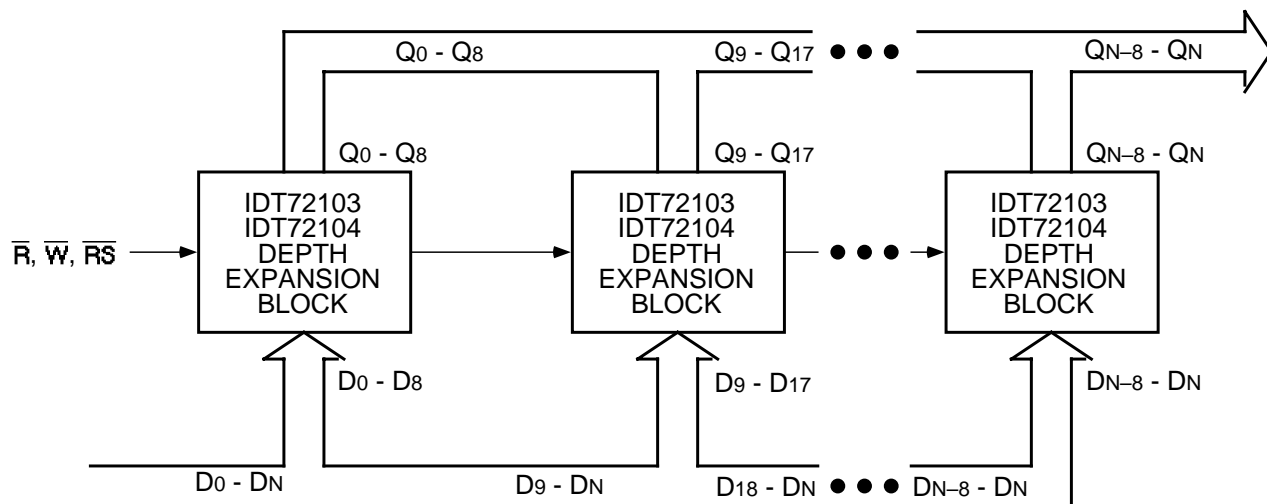 Q0 - Q8 Q9 - Q17 ●●● QN–8 - QN
Q0 - Q8 Q9 - Q17 QN–8 - QN
IDT72103
IDT72104
DEPTH
EXPANSION
BLOCK
IDT72103
IDT72104
DEPTH
EXPANSION
BLOCK
IDT72103
IDT72104
DEPTH
EXPANSION
BLOCK
R̅, W̅, R̅S̅
●●●
D0 - D8 D9 - D17 DN–8 - DN
D0 - DN D9 - DN D18 - DN ●●● DN–8 - DN